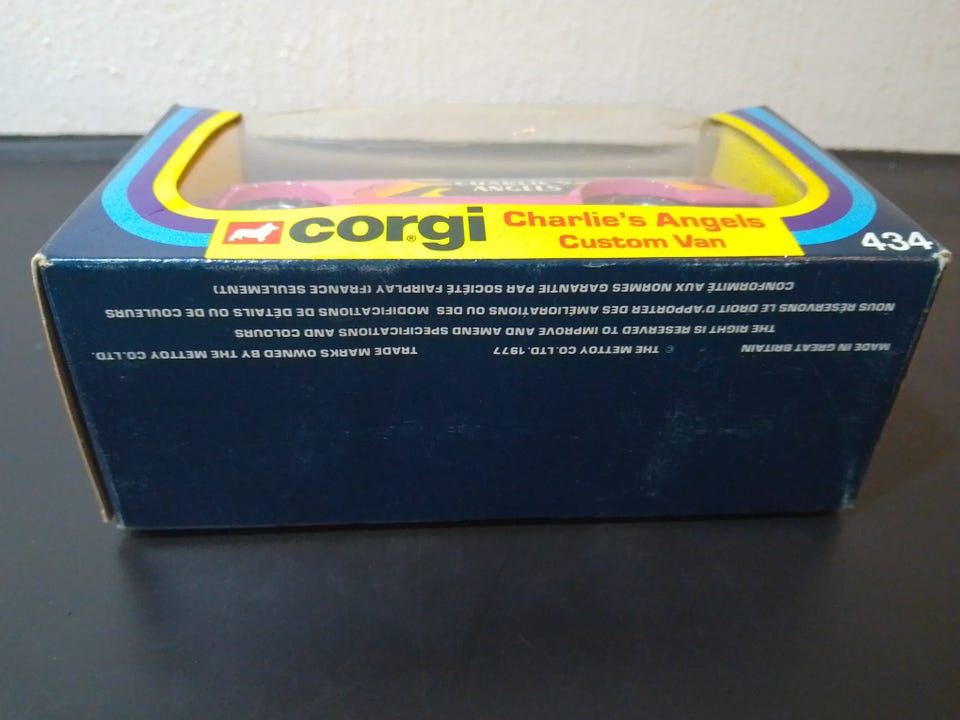 CHARLIE'S
ANGELS
corgi®
Charlie's Angels
Custom Van
434
MADE IN GREAT BRITAIN © THE METTOY CO.LTD.1977 TRADE MARKS OWNED BY THE METTOY CO.LTD.
THE RIGHT IS RESERVED TO IMPROVE AND AMEND SPECIFICATIONS AND COLOURS
NOUS RÉSERVONS LE DROIT D'APPORTER DES AMÉLIORATIONS OU DES MODIFICATIONS DE DÉTAILS OU DE COULEURS
CONFORMITÉ AUX NORMES GARANTIE PAR SOCIÉTÉ FAIRPLAY (FRANCE SEULEMENT)